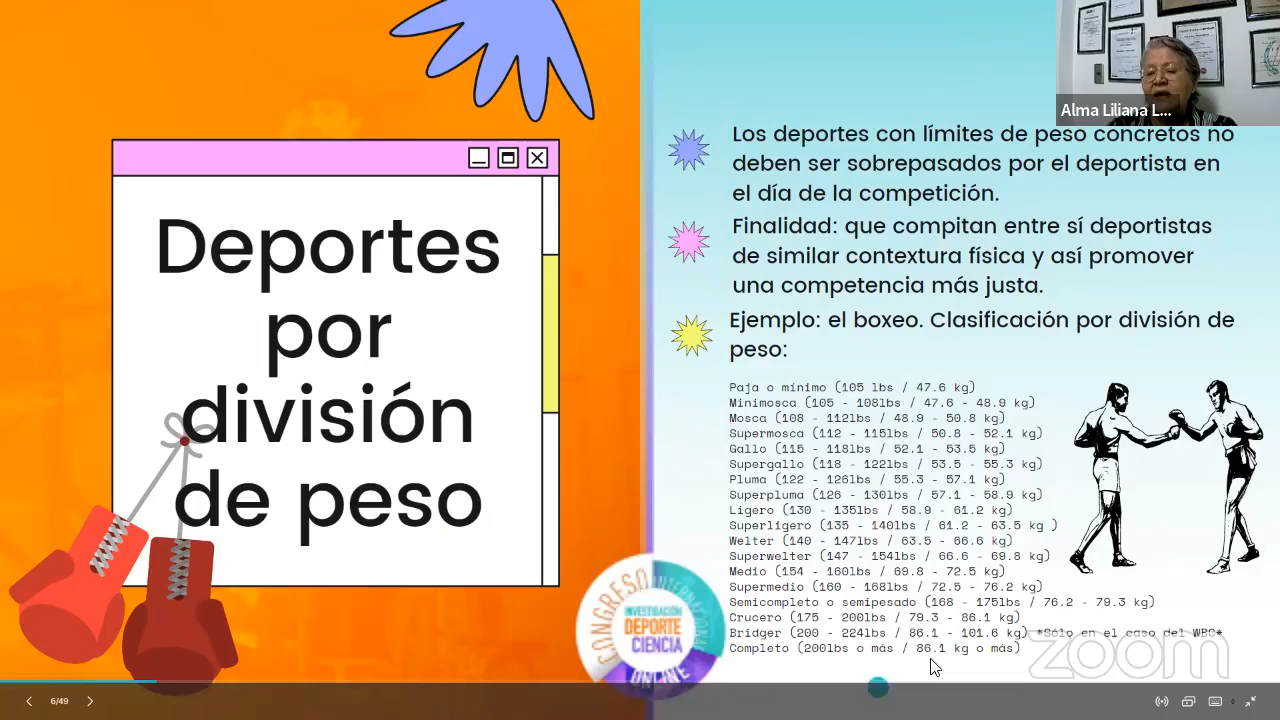 Deportes
por
división
de peso
Alma Liliana L...
Los deportes con límites de peso concretos no
deben ser sobrepasados por el deportista en
el día de la competición.
Finalidad: que compitan entre sí deportistas
de similar contextura física y así promover
una competencia más justa.
Ejemplo: el boxeo. Clasificación por división de
peso:
Paja o mínimo (105 lbs / 47.6 kg)
Minimosca (105 - 108lbs / 47.6 - 48.9 kg)
Mosca (108 - 112lbs / 48.9 - 50.8 kg)
Supermosca (112 - 115lbs / 50.8 - 52.1 kg)
Gallo (115 - 118lbs / 52.1 - 53.5 kg)
Supergallo (118 - 122lbs / 53.5 - 55.3 kg)
Pluma (122 - 126lbs / 55.3 - 57.1 kg)
Superpluma (126 - 130lbs / 57.1 - 58.9 kg)
Ligero (130 - 135lbs / 58.9 - 61.2 kg)
Superligero (135 - 140lbs / 61.2 - 63.5 kg )
Welter (140 - 147lbs / 63.5 - 66.6 kg)
Superwelter (147 - 154lbs / 66.6 - 69.8 kg)
Medio (154 - 160lbs / 69.8 - 72.5 kg)
Supermedio (160 - 168lbs / 72.5 - 76.2 kg)
Semicompleto o semipesado (168 - 175lbs / 76.2 - 79.3 kg)
Crucero (175 - 200lbs / 79.3 - 86.1 kg)
Bridger (200 - 224lbs / 86.1 - 101.6 kg) *Sólo en el caso del WBC*
Completo (200lbs o más / 86.1 kg o más)
CONGRESO INTERNACIONAL
INVESTIGACIÓN
DEPORTE
CIENCIA
ONLINE
zoom
6/49